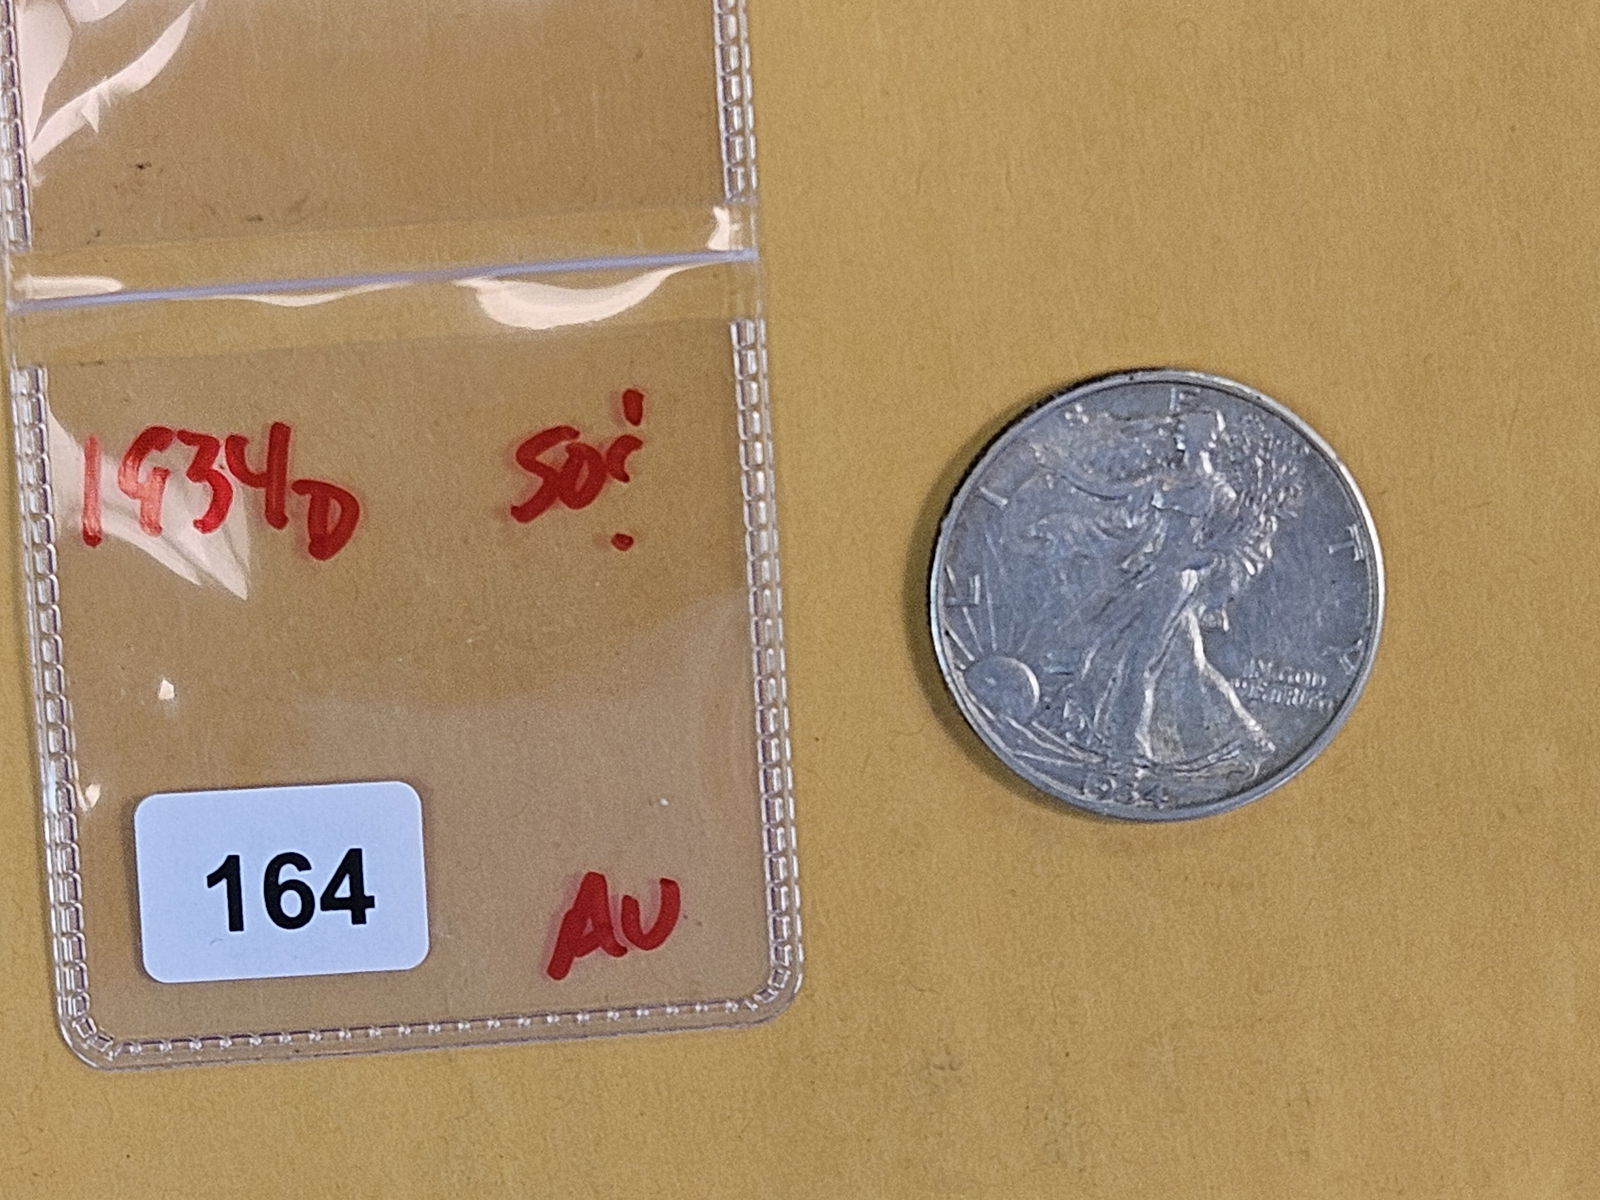 1934D 50¢
164
AU
LIBERTY
IN GOD
WE TRUST
1934